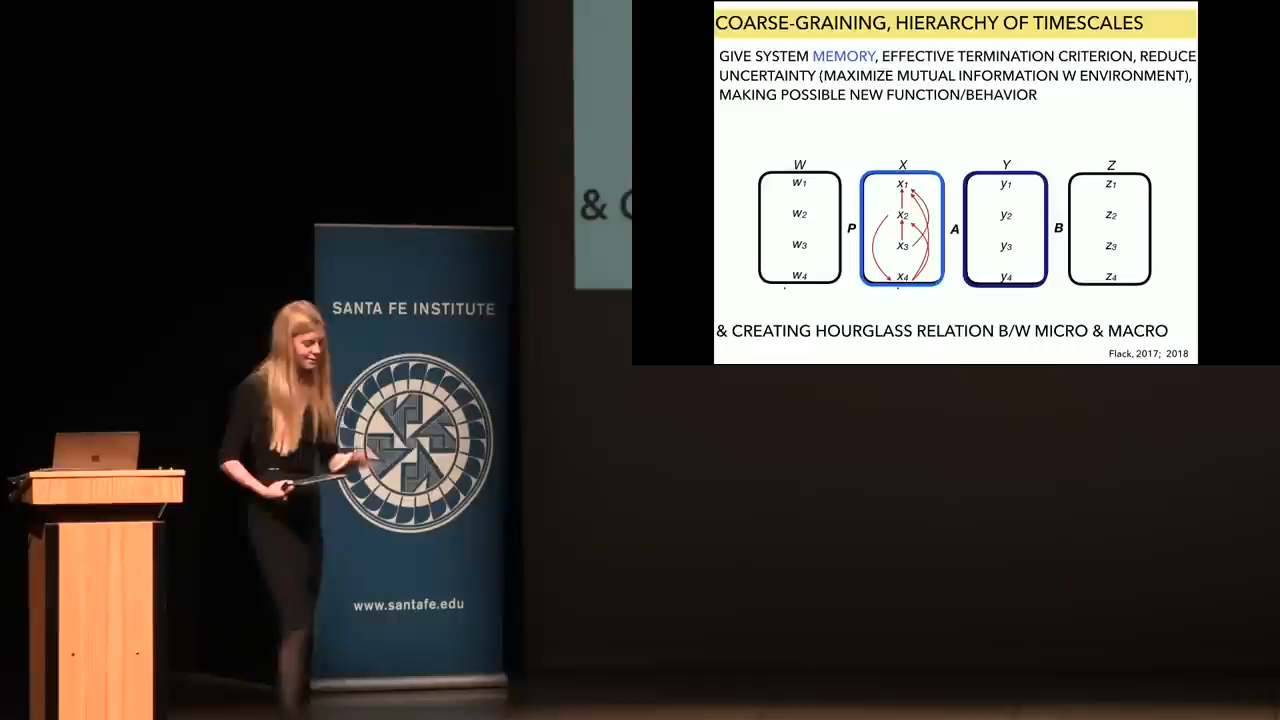 COARSE-GRAINING, HIERARCHY OF TIMESCALES
GIVE SYSTEM MEMORY, EFFECTIVE TERMINATION CRITERION, REDUCE
UNCERTAINTY (MAXIMIZE MUTUAL INFORMATION W ENVIRONMENT),
MAKING POSSIBLE NEW FUNCTION/BEHAVIOR
W X Y Z
w1 x1 y1 z1
w2 x2 y2 z2
P A B
w3 x3 y3 z3
w4 x4 y4 z4
& CREATING HOURGLASS RELATION B/W MICRO & MACRO
Flack, 2017; 2018
& C
SANTA FE INSTITUTE
www.santafe.edu